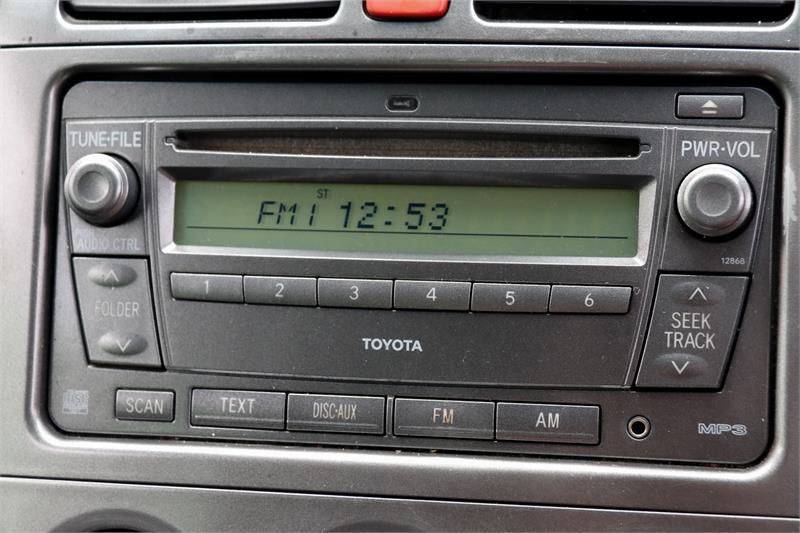 TUNE·FILE
PWR·VOL
ST
FM1 12:53
PUSH
AUDIO CTRL
12868
FOLDER
1 2 3 4 5 6
SEEK
TRACK
TOYOTA
SCAN TEXT DISC·AUX FM AM
MP3